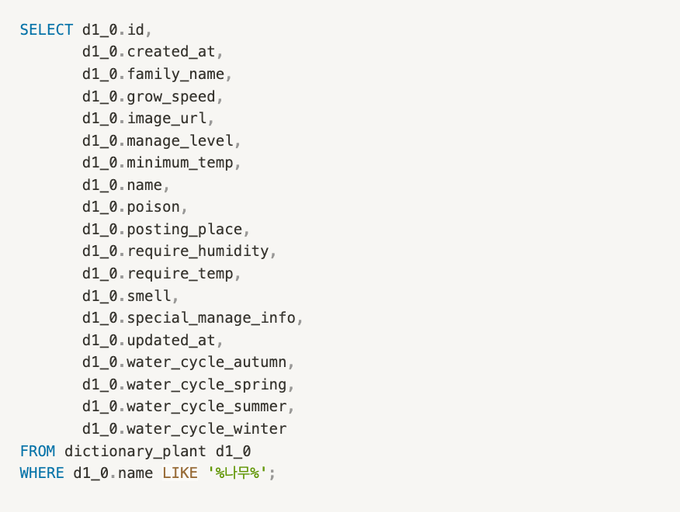 SELECT d1_0.id,
d1_0.created_at,
d1_0.family_name,
d1_0.grow_speed,
d1_0.image_url,
d1_0.manage_level,
d1_0.minimum_temp,
d1_0.name,
d1_0.poison,
d1_0.posting_place,
d1_0.require_humidity,
d1_0.require_temp,
d1_0.smell,
d1_0.special_manage_info,
d1_0.updated_at,
d1_0.water_cycle_autumn,
d1_0.water_cycle_spring,
d1_0.water_cycle_summer,
d1_0.water_cycle_winter
FROM dictionary_plant d1_0
WHERE d1_0.name LIKE '%나무%';